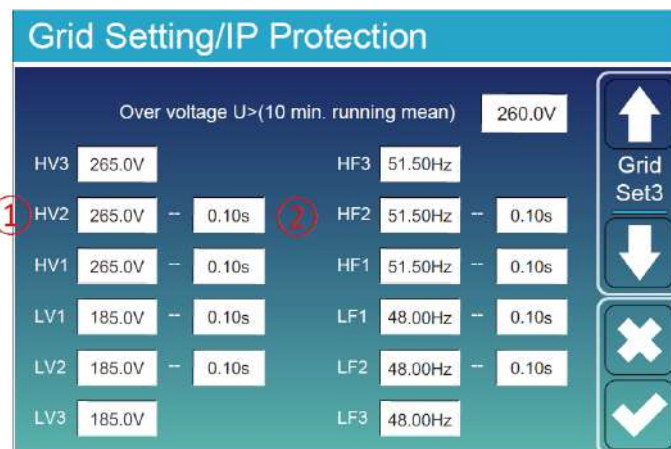 Grid Setting/IP Protection
Over voltage U>(10 min. running mean) 260.0V
HV3 265.0V HF3 51.50Hz
① HV2 265.0V -- 0.10s ② HF2 51.50Hz -- 0.10s
HV1 265.0V -- 0.10s HF1 51.50Hz -- 0.10s
LV1 185.0V -- 0.10s LF1 48.00Hz -- 0.10s
LV2 185.0V -- 0.10s LF2 48.00Hz -- 0.10s
LV3 185.0V LF3 48.00Hz
Grid
Set3